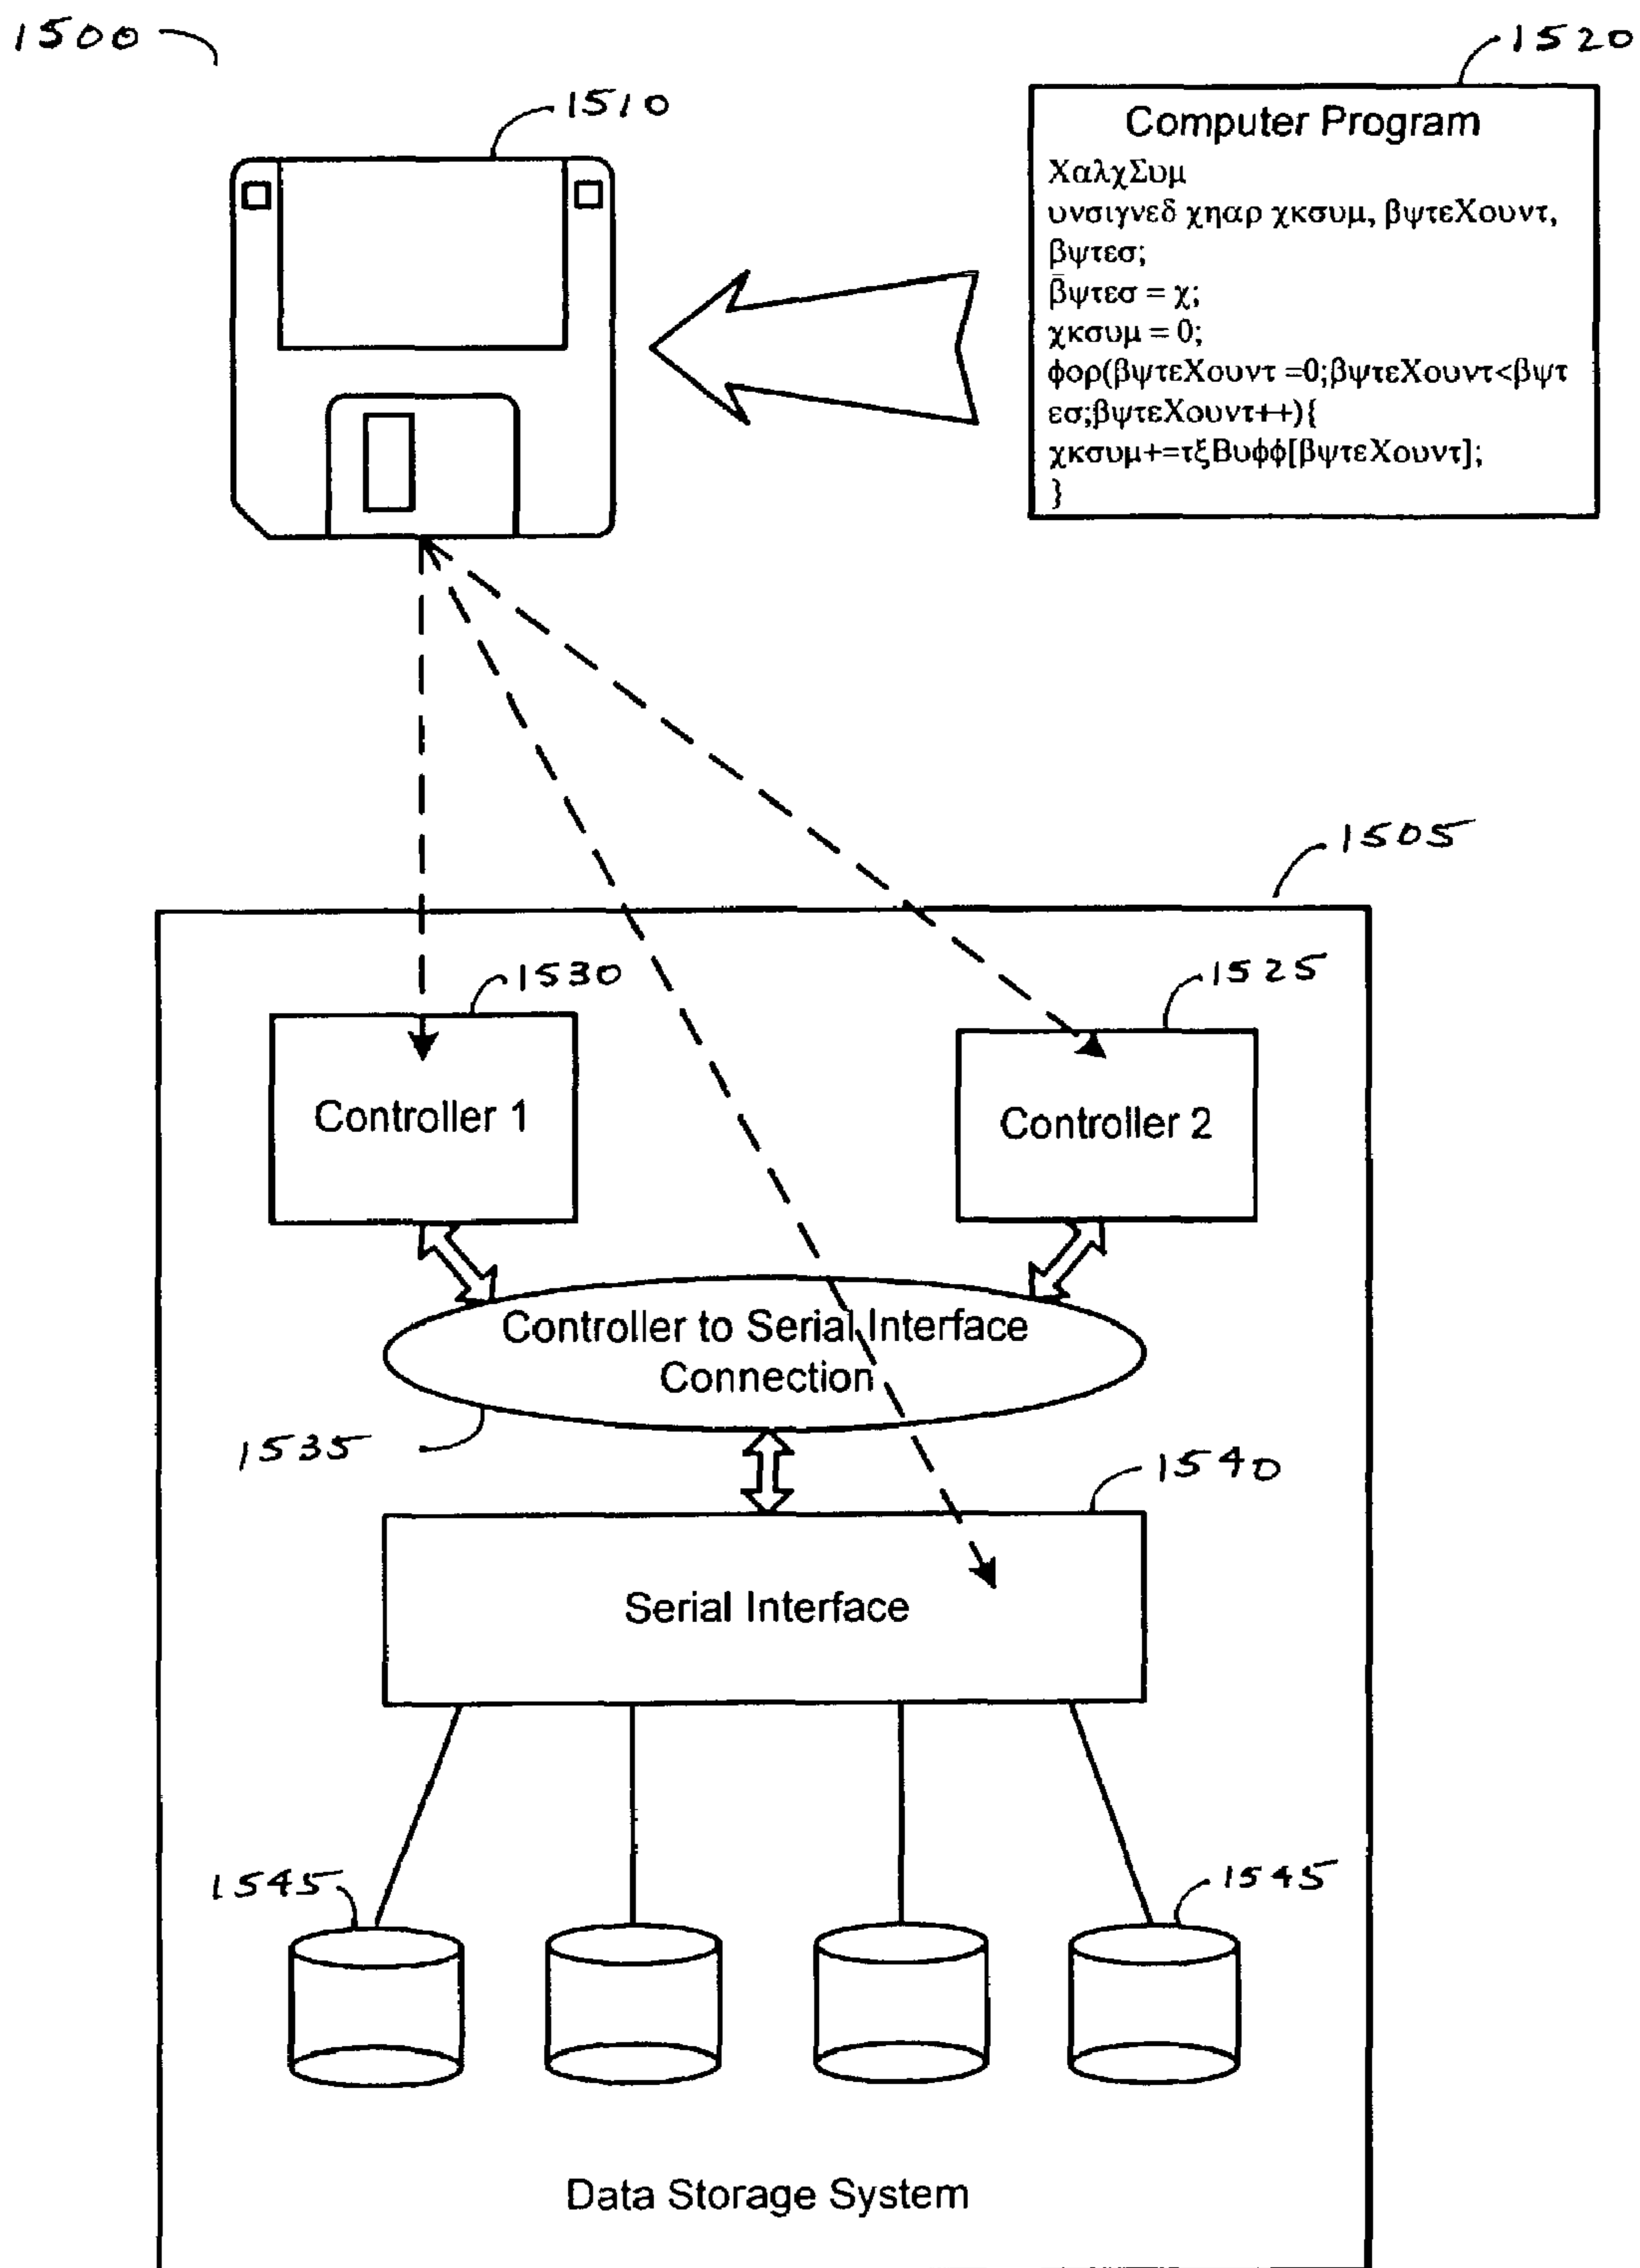 1500
1510
1520
Computer Program
ΧαλχΣυμ
υνσιγνεδ χηαρ χκσυμ, βψτεΧουντ,
βψτεσ;
βψτεσ = χ;
χκσυμ = 0;
φορ(βψτεΧουντ =0;βψτεΧουντ<βψτ
εσ;βψτεΧουντ++){
χκσυμ+=τξΒυφφ[βψτεΧουντ];
}
1505
1530
1525
Controller 1
Controller 2
Controller to Serial Interface
Connection
1535
1540
Serial Interface
1545
1545
Data Storage System